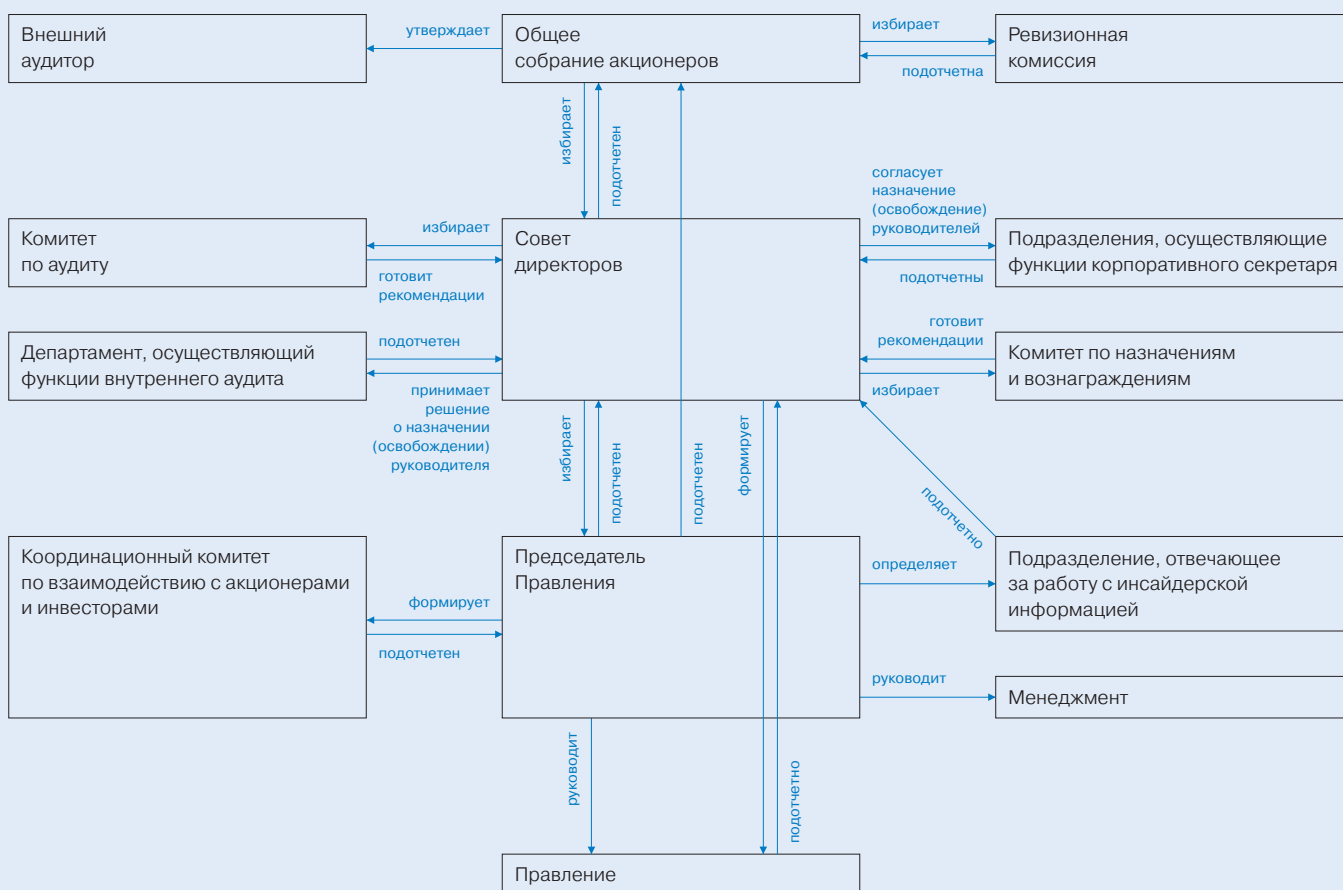 Внешний
аудитор
утверждает
Общее
собрание акционеров
избирает
подотчетна
Ревизионная
комиссия
избирает
подотчетен
подотчетен
Комитет
по аудиту
избирает
готовит
рекомендации
Совет
директоров
согласует
назначение
(освобождение)
руководителей
подотчетны
Подразделения, осуществляющие
функции корпоративного секретаря
Департамент, осуществляющий
функции внутреннего аудита
подотчетен
принимает
решение
о назначении
(освобождении)
руководителя
готовит
рекомендации
избирает
Комитет по назначениям
и вознаграждениям
избирает
подотчетен
формирует
подотчетно
Координационный комитет
по взаимодействию с акционерами
и инвесторами
формирует
подотчетен
Председатель
Правления
определяет
Подразделение, отвечающее
за работу с инсайдерской
информацией
руководит
Менеджмент
руководит
подотчетно
Правление